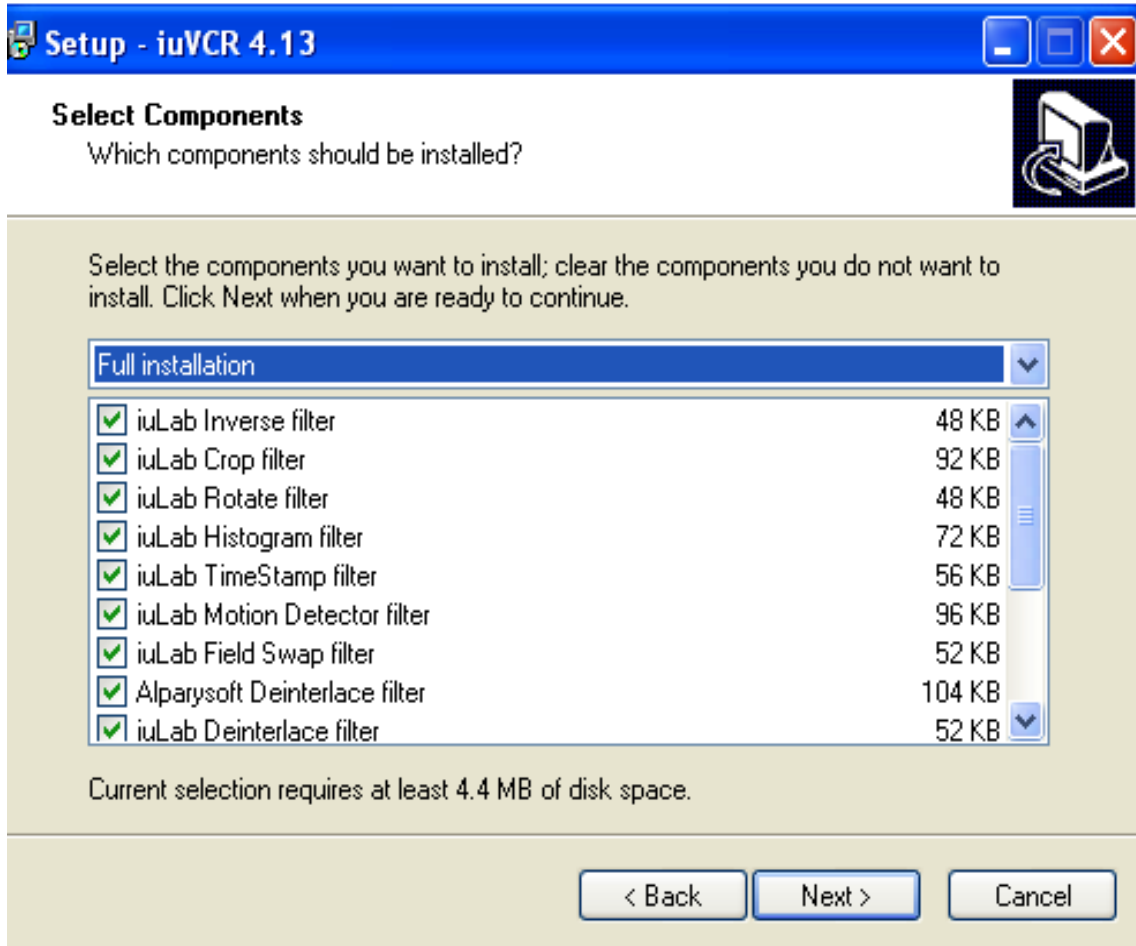 Setup - iuVCR 4.13
Select Components
Which components should be installed?
Select the components you want to install; clear the components you do not want to
install. Click Next when you are ready to continue.
Full installation
iuLab Inverse filter 48 KB
iuLab Crop filter 92 KB
iuLab Rotate filter 48 KB
iuLab Histogram filter 72 KB
iuLab TimeStamp filter 56 KB
iuLab Motion Detector filter 96 KB
iuLab Field Swap filter 52 KB
Alparysoft Deinterlace filter 104 KB
iuLab Deinterlace filter 52 KB
Current selection requires at least 4.4 MB of disk space.
< Back Next > Cancel